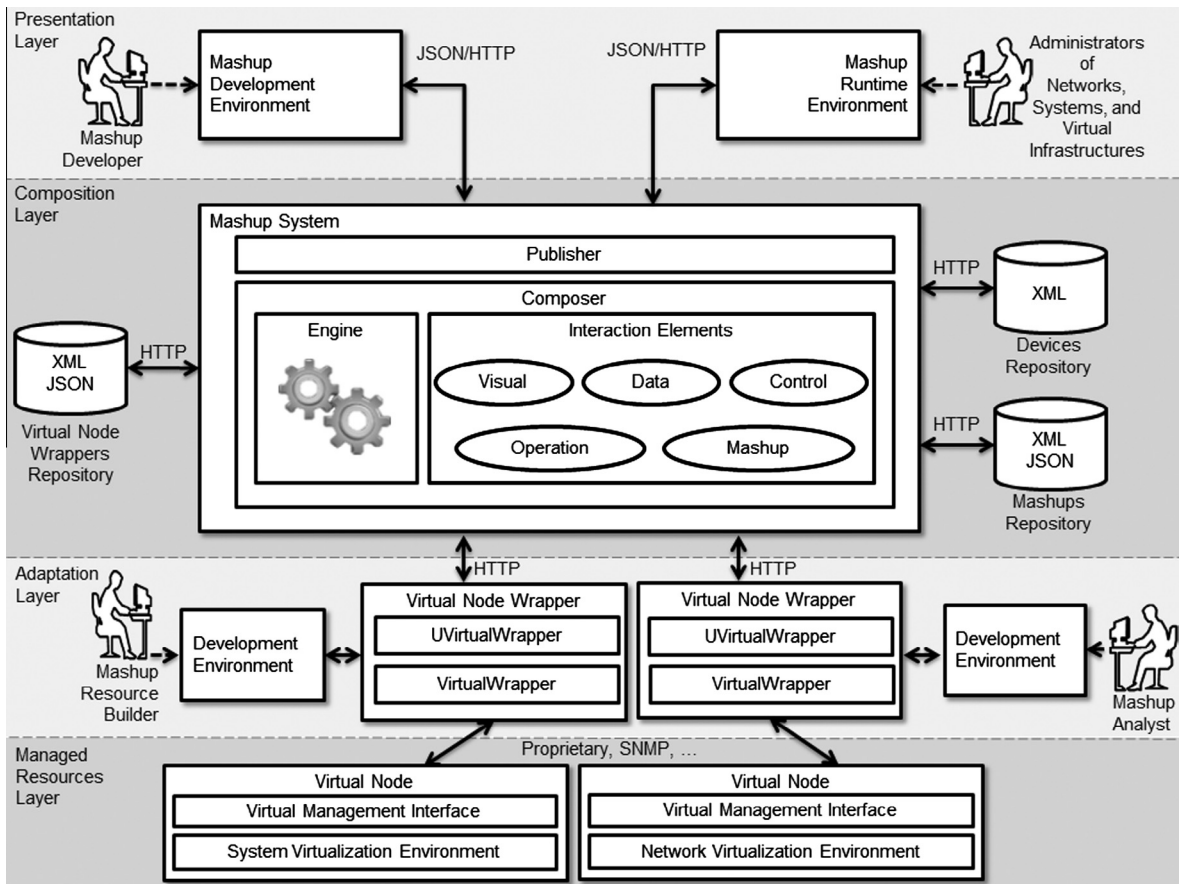 Presentation
Layer
Mashup
Developer
Mashup
Development
Environment
JSON/HTTP
JSON/HTTP
Mashup
Runtime
Environment
Administrators
of
Networks,
Systems, and
Virtual
Infrastructures
Composition
Layer
Mashup System
Publisher
Composer
Engine
Interaction Elements
Visual
Data
Control
Operation
Mashup
XML
JSON
HTTP
Virtual Node
Wrappers
Repository
HTTP
XML
Devices
Repository
HTTP
XML
JSON
Mashups
Repository
Adaptation
Layer
Mashup
Resource
Builder
Development
Environment
HTTP
Virtual Node Wrapper
UVirtualWrapper
VirtualWrapper
HTTP
Virtual Node Wrapper
UVirtualWrapper
VirtualWrapper
Development
Environment
Mashup
Analyst
Managed
Resources
Layer
Proprietary, SNMP, ...
Virtual Node
Virtual Management Interface
System Virtualization Environment
Virtual Node
Virtual Management Interface
Network Virtualization Environment